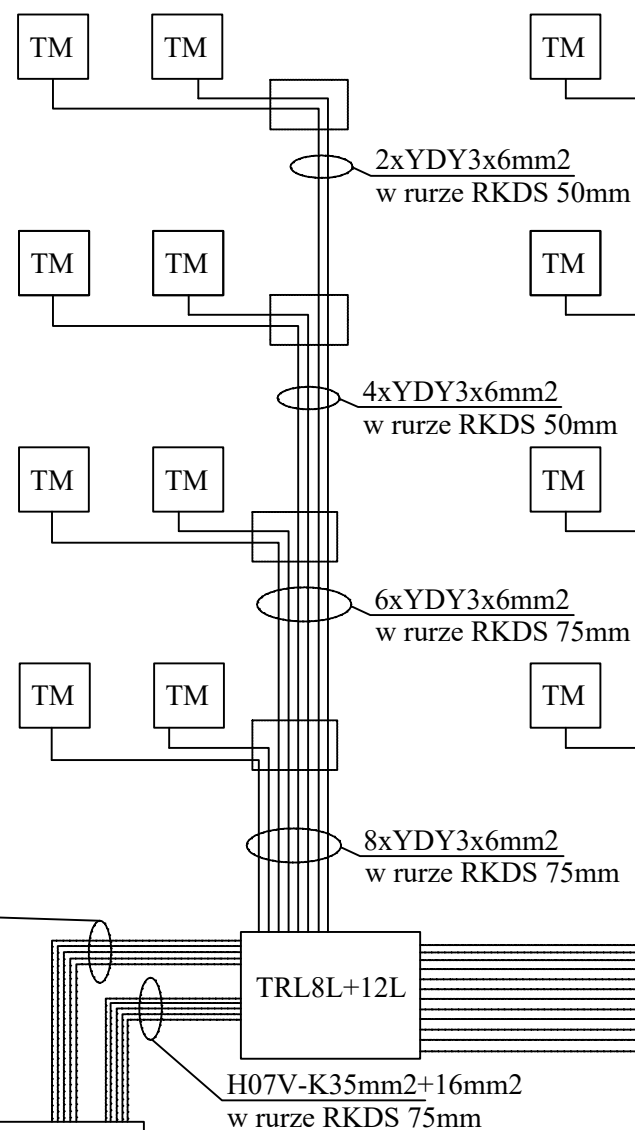 TM TM TM
2xYDY3x6mm2
w rurze RKDS 50mm
TM TM TM
4xYDY3x6mm2
w rurze RKDS 50mm
TM TM TM
6xYDY3x6mm2
w rurze RKDS 75mm
TM TM TM
8xYDY3x6mm2
w rurze RKDS 75mm
TRL8L+12L
H07V-K35mm2+16mm2
w rurze RKDS 75mm